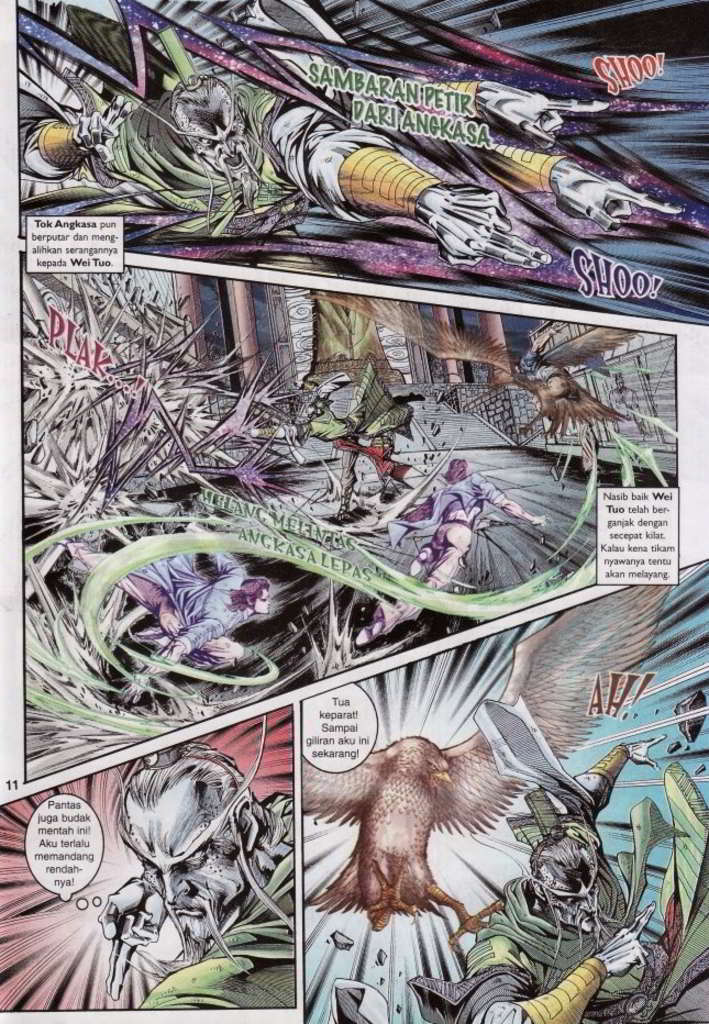 SHOO!
SAMBARAN PETIR
DARI ANGKASA
Tok Angkasa pun
berputar dan meng-
alihkan serangannya
kepada Wei Tuo.
SHOO!
PLAK....!
HELANG MELINTAS
ANGKASA LEPAS
Nasib baik Wei
Tuo telah ber-
ganjak dengan
secepat kilat.
Kalau kena tikam
nyawanya tentu
akan melayang.
11
Pantas
juga budak
mentah ini!
Aku terlalu
memandang
rendah-
nya!
Tua
keparat!
Sampai
giliran aku ini
sekarang!
AH!!